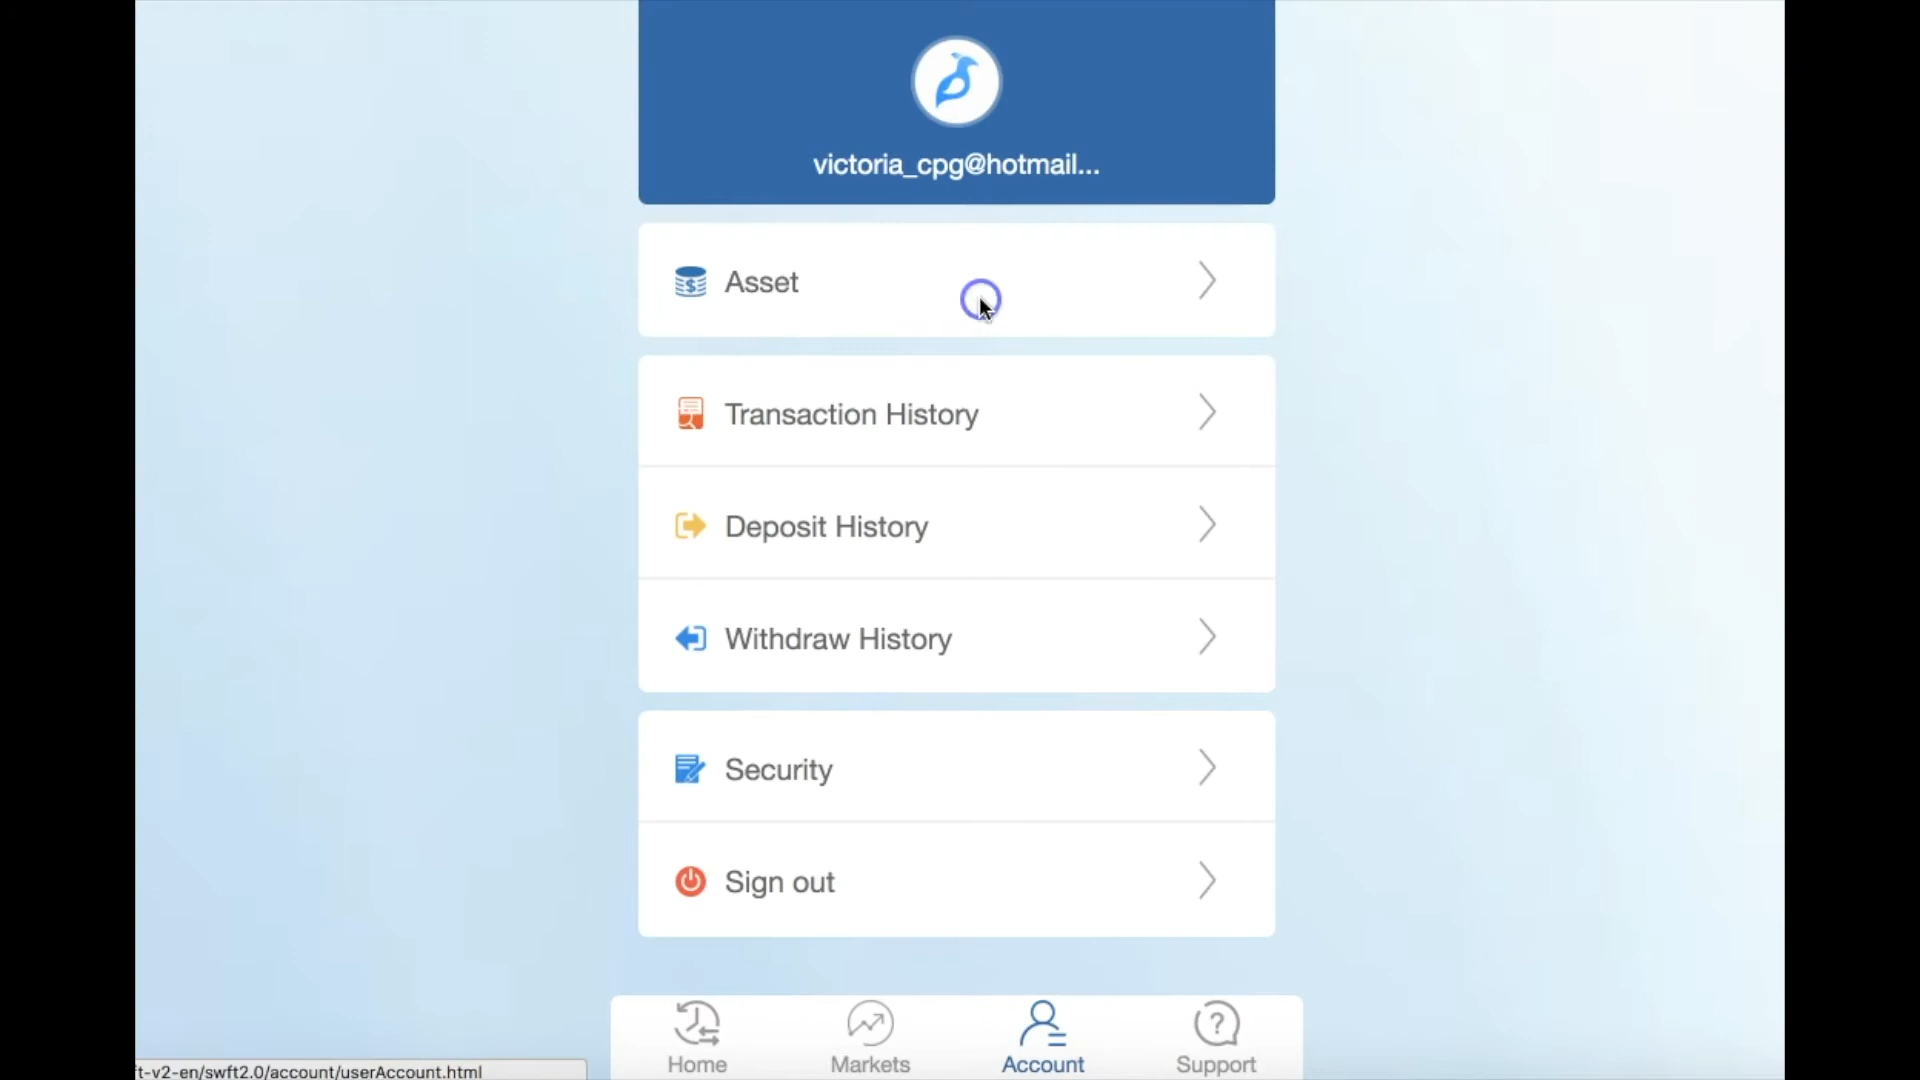 victoria_cpg@hotmail...
Asset
Transaction History
Deposit History
Withdraw History
Security
Sign out
Home
Markets
Account
Support
t-v2-en/swft2.0/account/userAccount.html